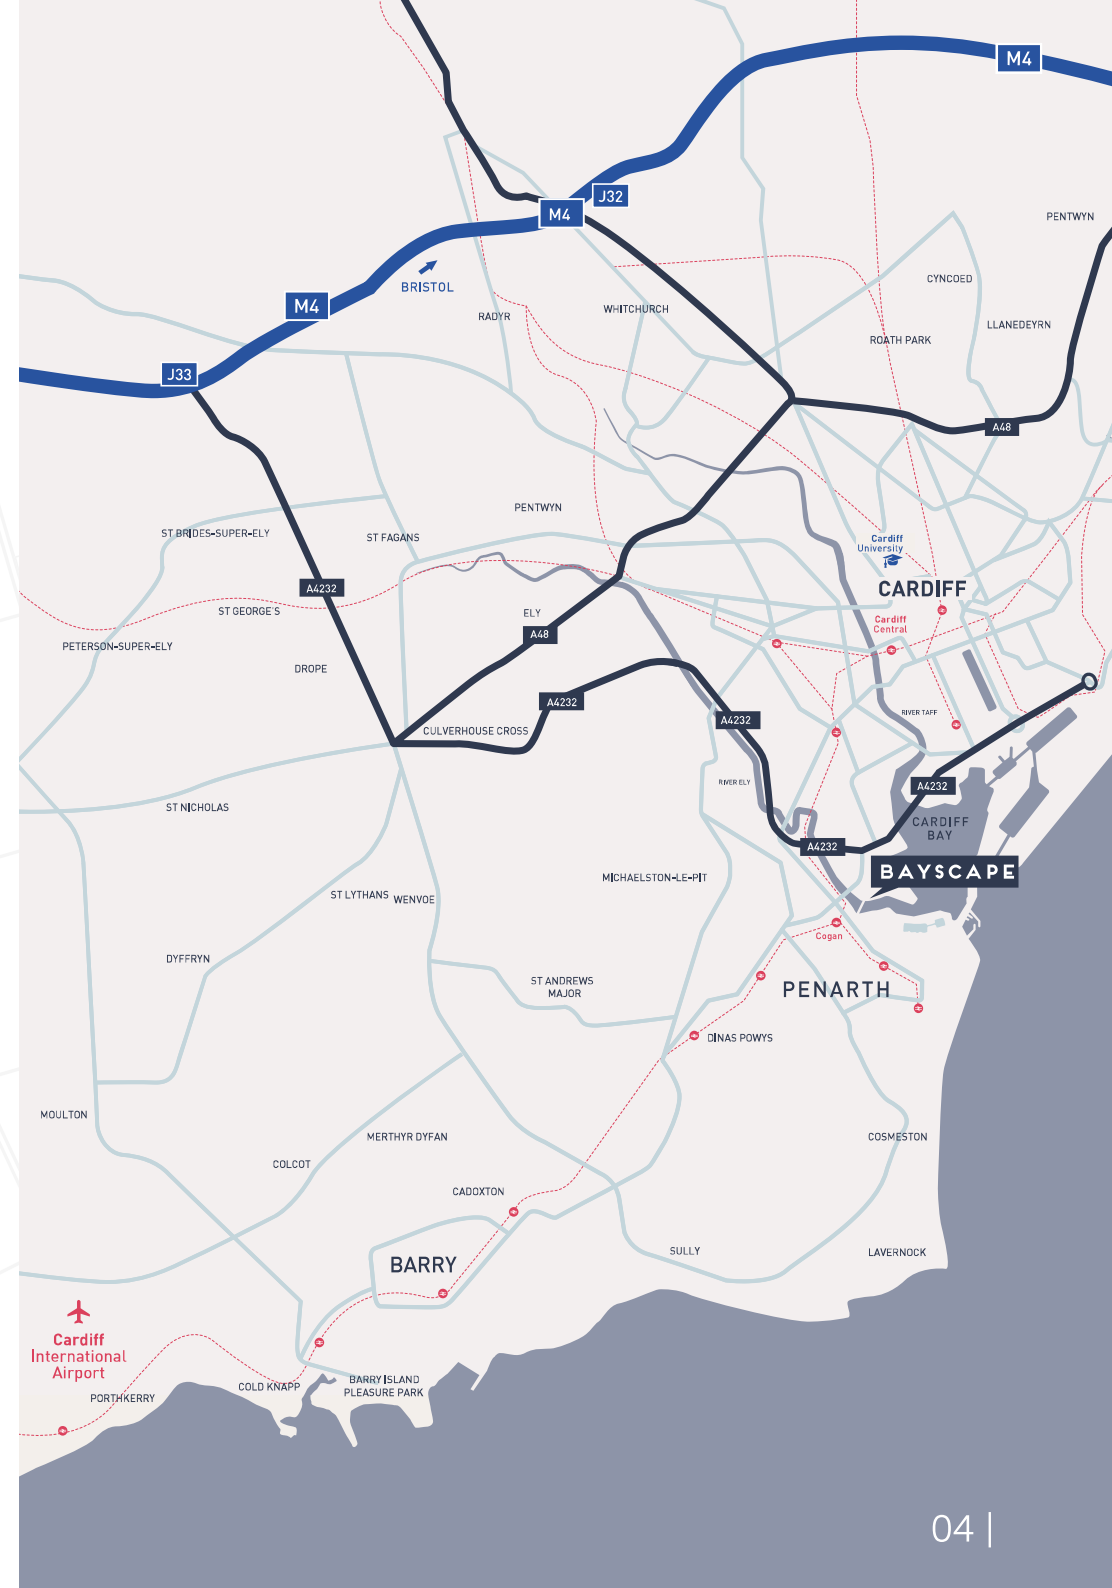 M4
J32
M4
PENTWYN
BRISTOL
CYNCOED
M4
RADYR
WHITCHURCH
LLANEDEYRN
ROATH PARK
J33
A48
PENTWYN
ST BRIDES-SUPER-ELY
ST FAGANS
Cardiff
University
A4232
CARDIFF
ST GEORGE'S
ELY
Cardiff
Central
A48
PETERSON-SUPER-ELY
DROPE
A4232
RIVER TAFF
A4232
CULVERHOUSE CROSS
RIVER ELY
A4232
ST NICHOLAS
CARDIFF
BAY
A4232
BAYSCAPE
MICHAELSTON-LE-PIT
ST LYTHANS
WENVOE
Cogan
DYFFRYN
ST ANDREWS
MAJOR
PENARTH
DINAS POWYS
MOULTON
MERTHYR DYFAN
COSMESTON
COLCOT
CADOXTON
SULLY
LAVERNOCK
BARRY
Cardiff
International
Airport
PORTHKERRY
COLD KNAPP
BARRY ISLAND
PLEASURE PARK
04 |